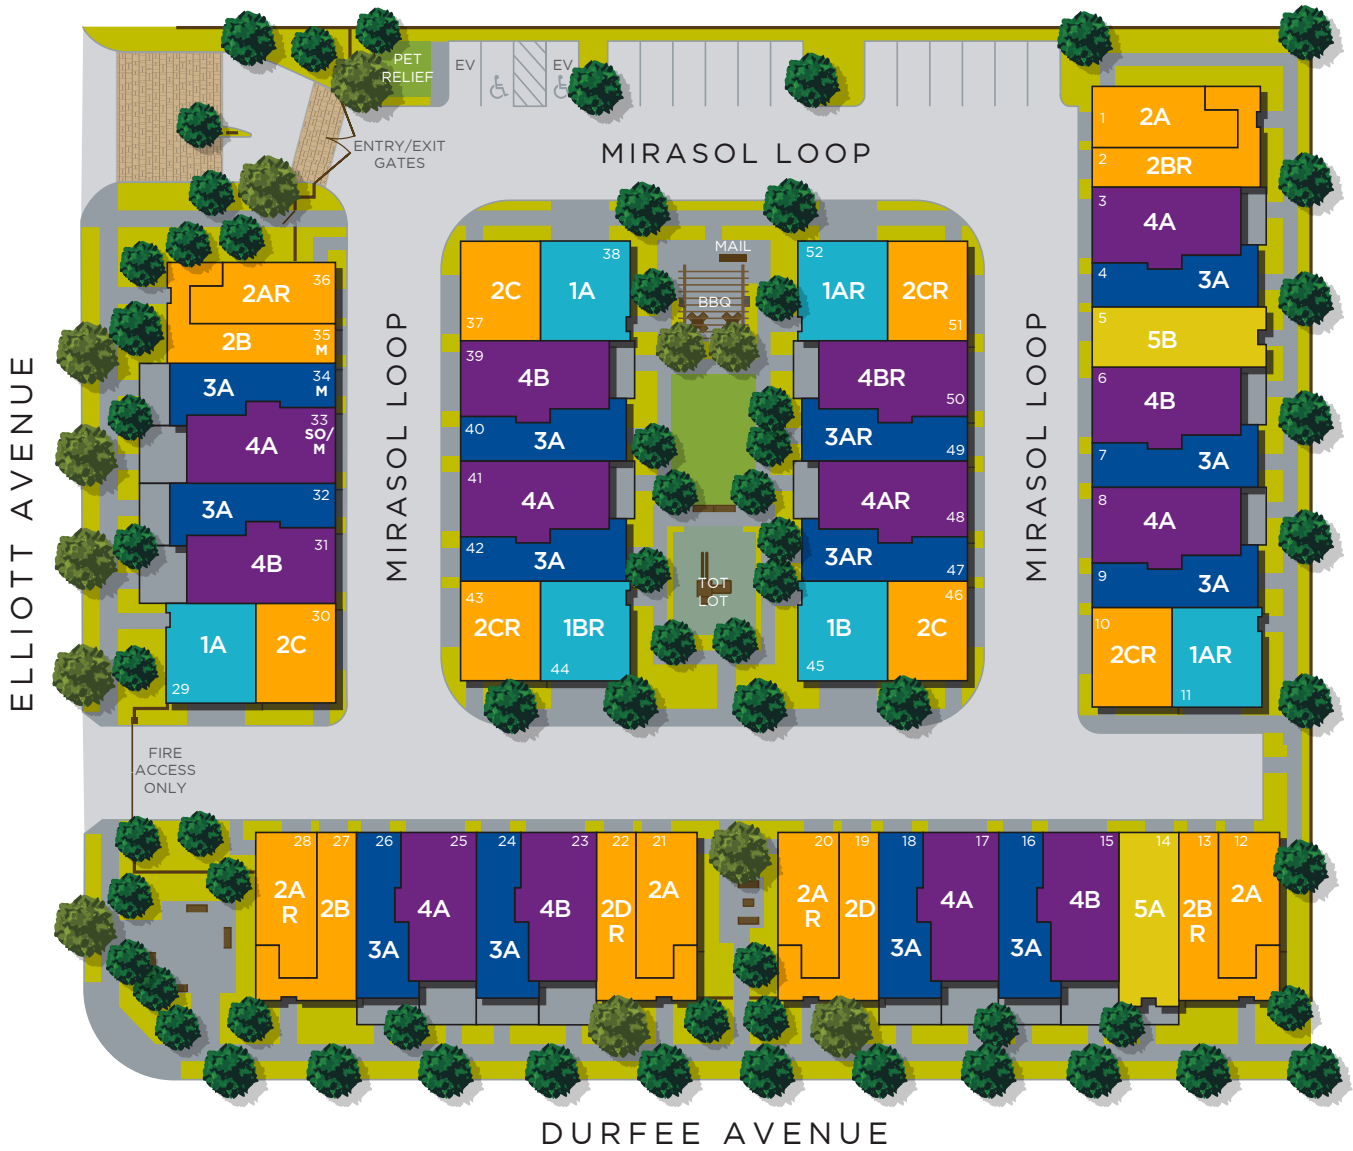 PET
RELIEF
EV
EV
ENTRY/EXIT
GATES
MIRASOL LOOP
1
2A
2
2BR
3
4A
4
3A
5
5B
6
4B
7
3A
8
4A
9
3A
10
2CR
1AR
11
36
2AR
35
2B
M
34
3A
M
33
SO/
M
4A
32
3A
31
4B
30
1A
2C
29
ELLIOTT AVENUE
MIRASOL LOOP
38
2C
1A
37
39
4B
40
3A
41
4A
42
3A
43
2CR
1BR
44
MAIL
BBQ
TOT
LOT
52
1AR
2CR
51
4BR
50
3AR
49
4AR
48
3AR
47
46
1B
2C
45
MIRASOL LOOP
FIRE
ACCESS
ONLY
28
27
26
25
24
23
22
21
2A
R
2B
3A
4A
3A
4B
2D
R
2A
20
19
18
17
16
15
14
13
12
2A
R
2D
3A
4A
3A
4B
5A
2B
R
2A
DURFEE AVENUE